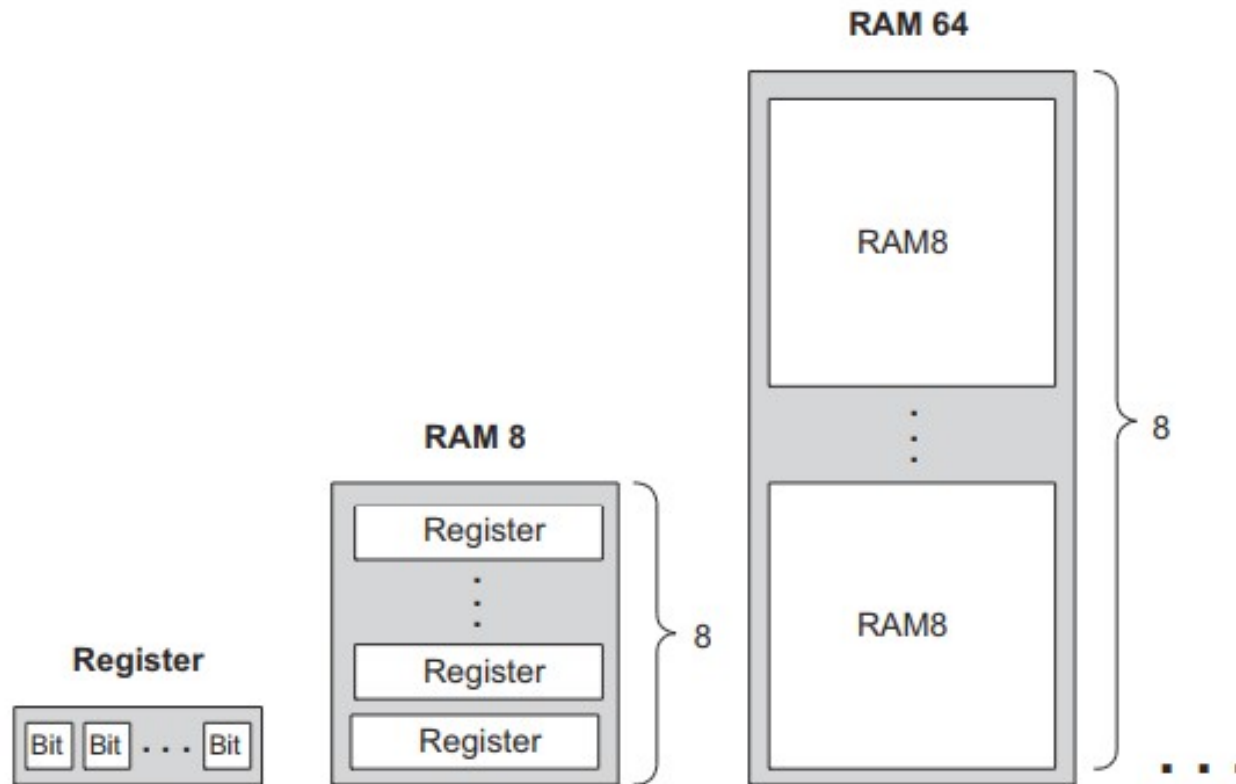 Register
Bit Bit . . . Bit
RAM 8
Register
.
.
.
Register
Register
8
RAM 64
RAM8
.
.
.
RAM8
8
. . .